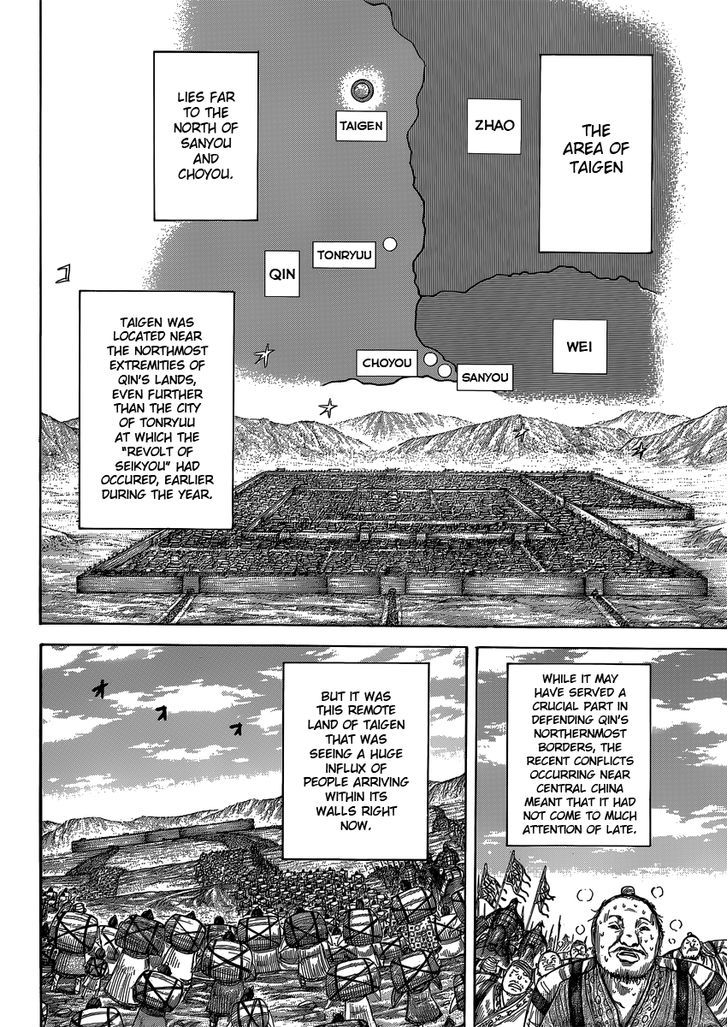 THE
AREA OF
TAIGEN
ZHAO
TAIGEN
LIES FAR
TO THE
NORTH OF
SANYOU
AND
CHOYOU.
TONRYUU
QIN
WEI
CHOYOU
SANYOU
TAIGEN WAS
LOCATED NEAR
THE NORTHMOST
EXTREMITIES OF
QIN'S LANDS,
EVEN FURTHER
THAN THE CITY
OF TONRYUU
AT WHICH THE
"REVOLT OF
SEIKYOU" HAD
OCCURED, EARLIER
DURING THE YEAR.
WHILE IT MAY
HAVE SERVED A
CRUCIAL PART IN
DEFENDING QIN'S
NORTHERNMOST
BORDERS, THE
RECENT CONFLICTS
OCCURRING NEAR
CENTRAL CHINA
MEANT THAT IT HAD
NOT COME TO MUCH
ATTENTION OF LATE.
BUT IT WAS
THIS REMOTE
LAND OF TAIGEN
THAT WAS
SEEING A HUGE
INFLUX OF
PEOPLE ARRIVING
WITHIN ITS
WALLS RIGHT
NOW.